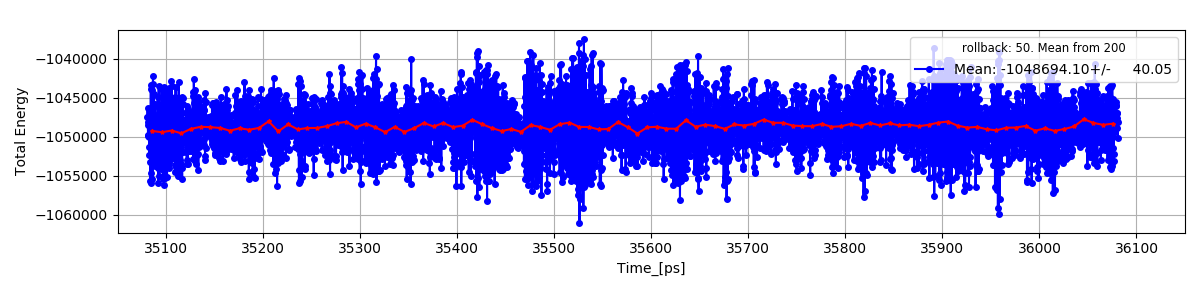 rollback: 50. Mean from 200
Mean: -1048694.10+/-     40.05
Total Energy
−1040000
−1045000
−1050000
−1055000
−1060000
35100 35200 35300 35400 35500 35600 35700 35800 35900 36000 36100
Time_[ps]